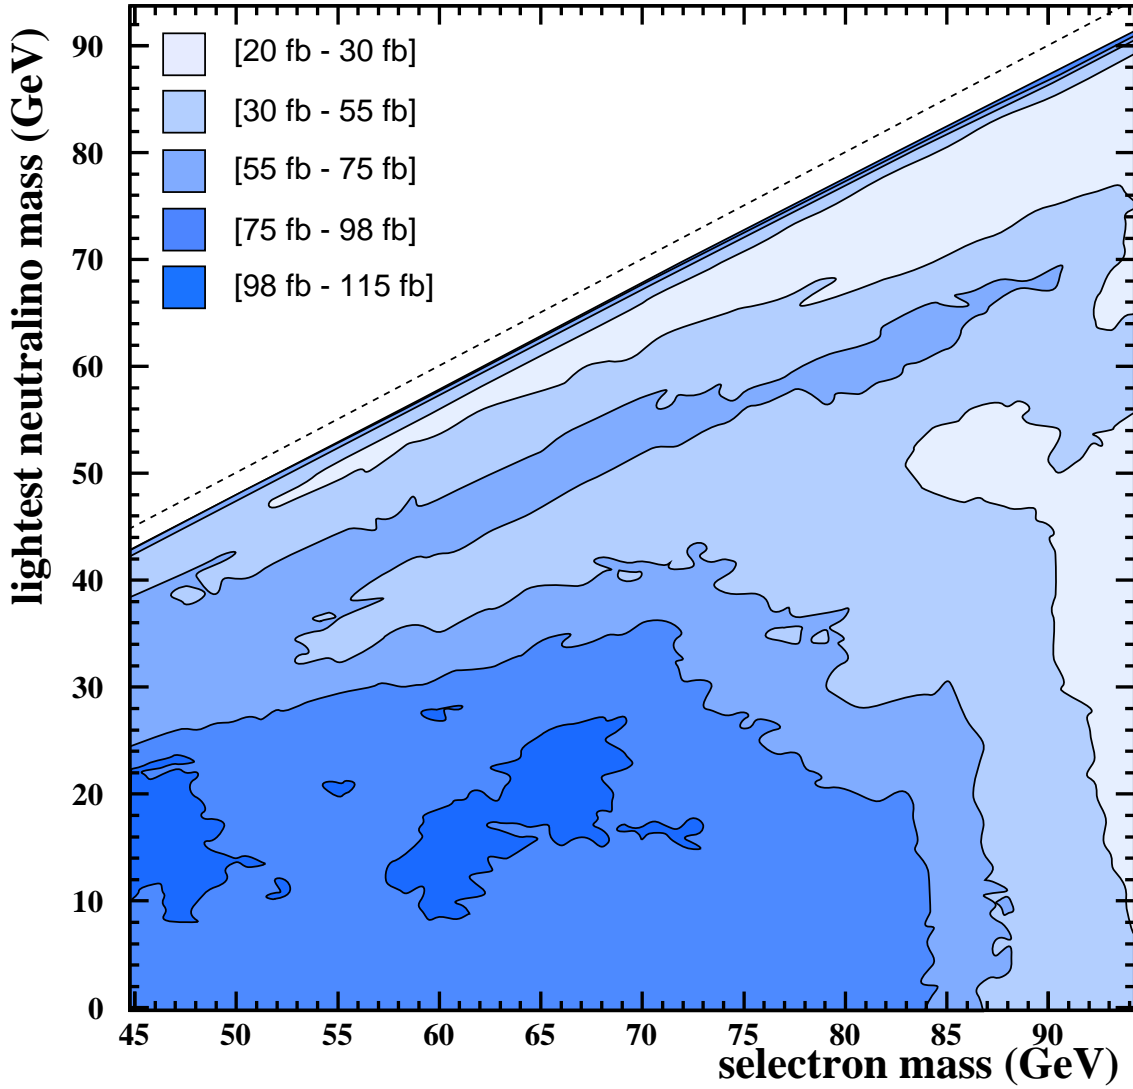 lightest neutralino mass (GeV)
90
80
70
60
50
40
30
20
10
0
[20 fb - 30 fb]
[30 fb - 55 fb]
[55 fb - 75 fb]
[75 fb - 98 fb]
[98 fb - 115 fb]
45 50 55 60 65 70 75 80 85 90
selectron mass (GeV)